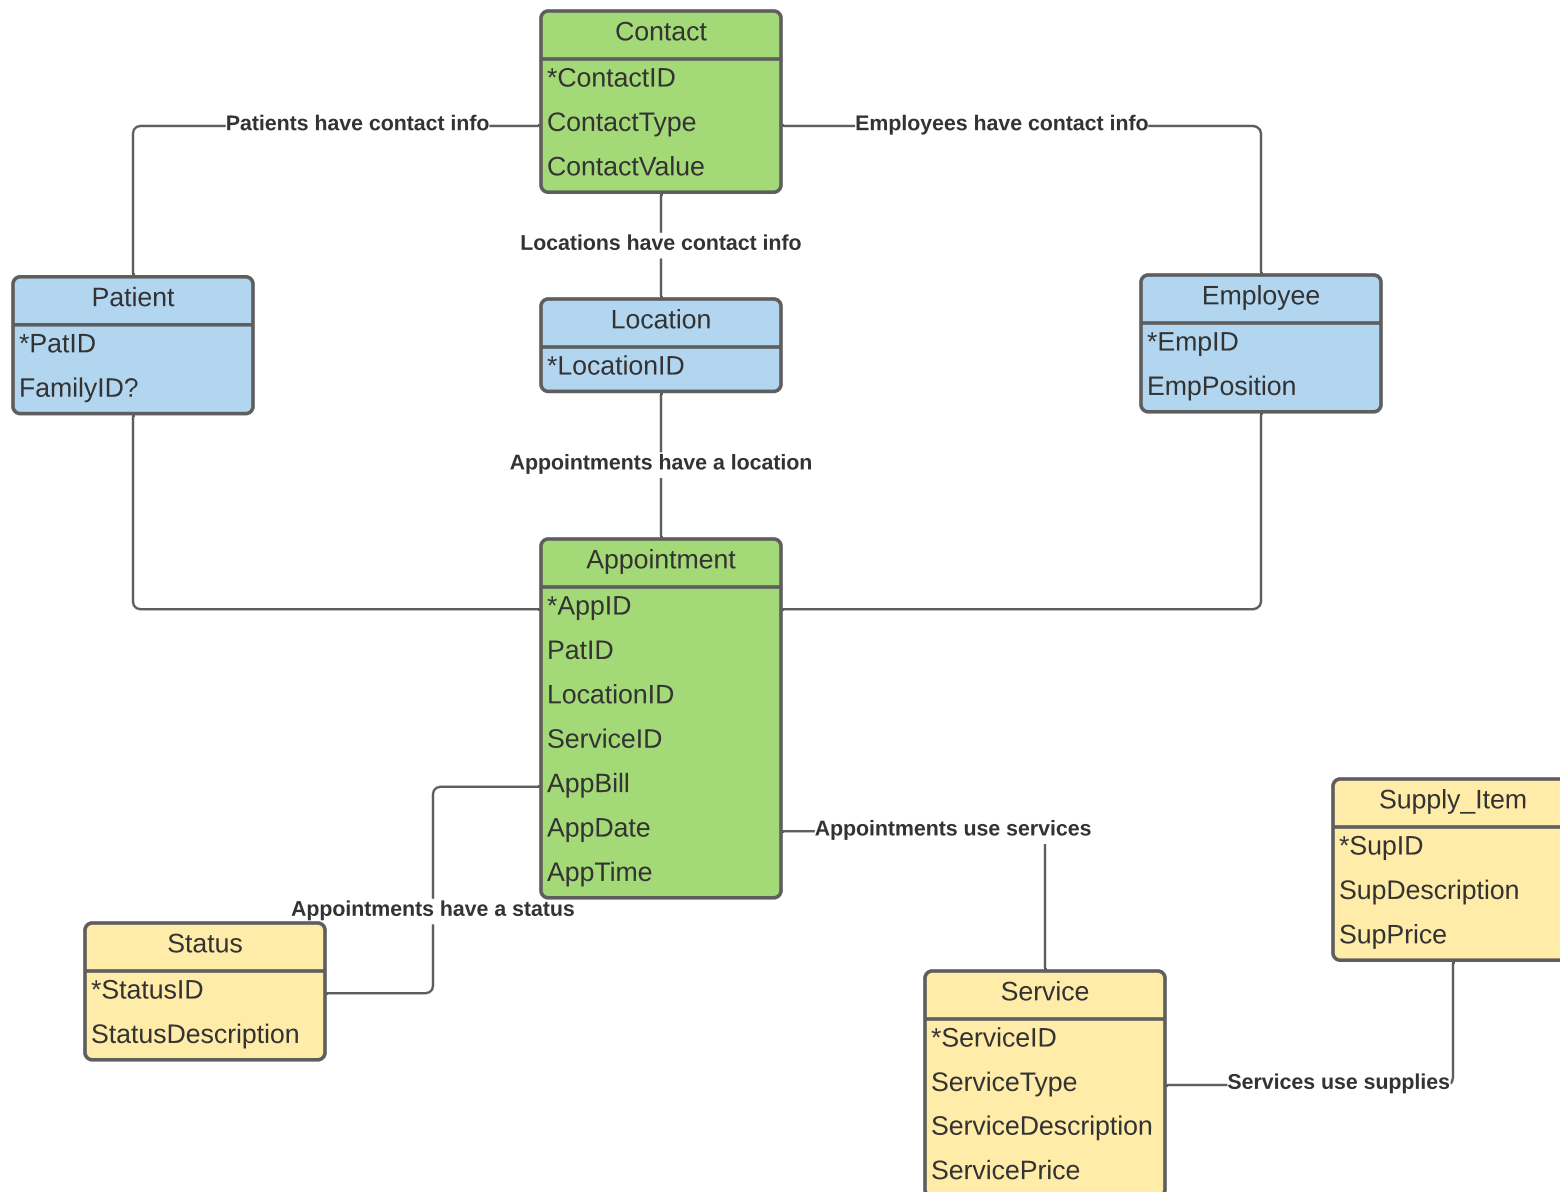 Contact
*ContactID
ContactType
ContactValue
Patients have contact info
Employees have contact info
Locations have contact info
Patient
*PatID
FamilyID?
Location
*LocationID
Employee
*EmpID
EmpPosition
Appointments have a location
Appointment
*AppID
PatID
LocationID
ServiceID
AppBill
AppDate
AppTime
Appointments use services
Supply_Item
*SupID
SupDescription
SupPrice
Appointments have a status
Status
*StatusID
StatusDescription
Service
*ServiceID
ServiceType
ServiceDescription
ServicePrice
Services use supplies